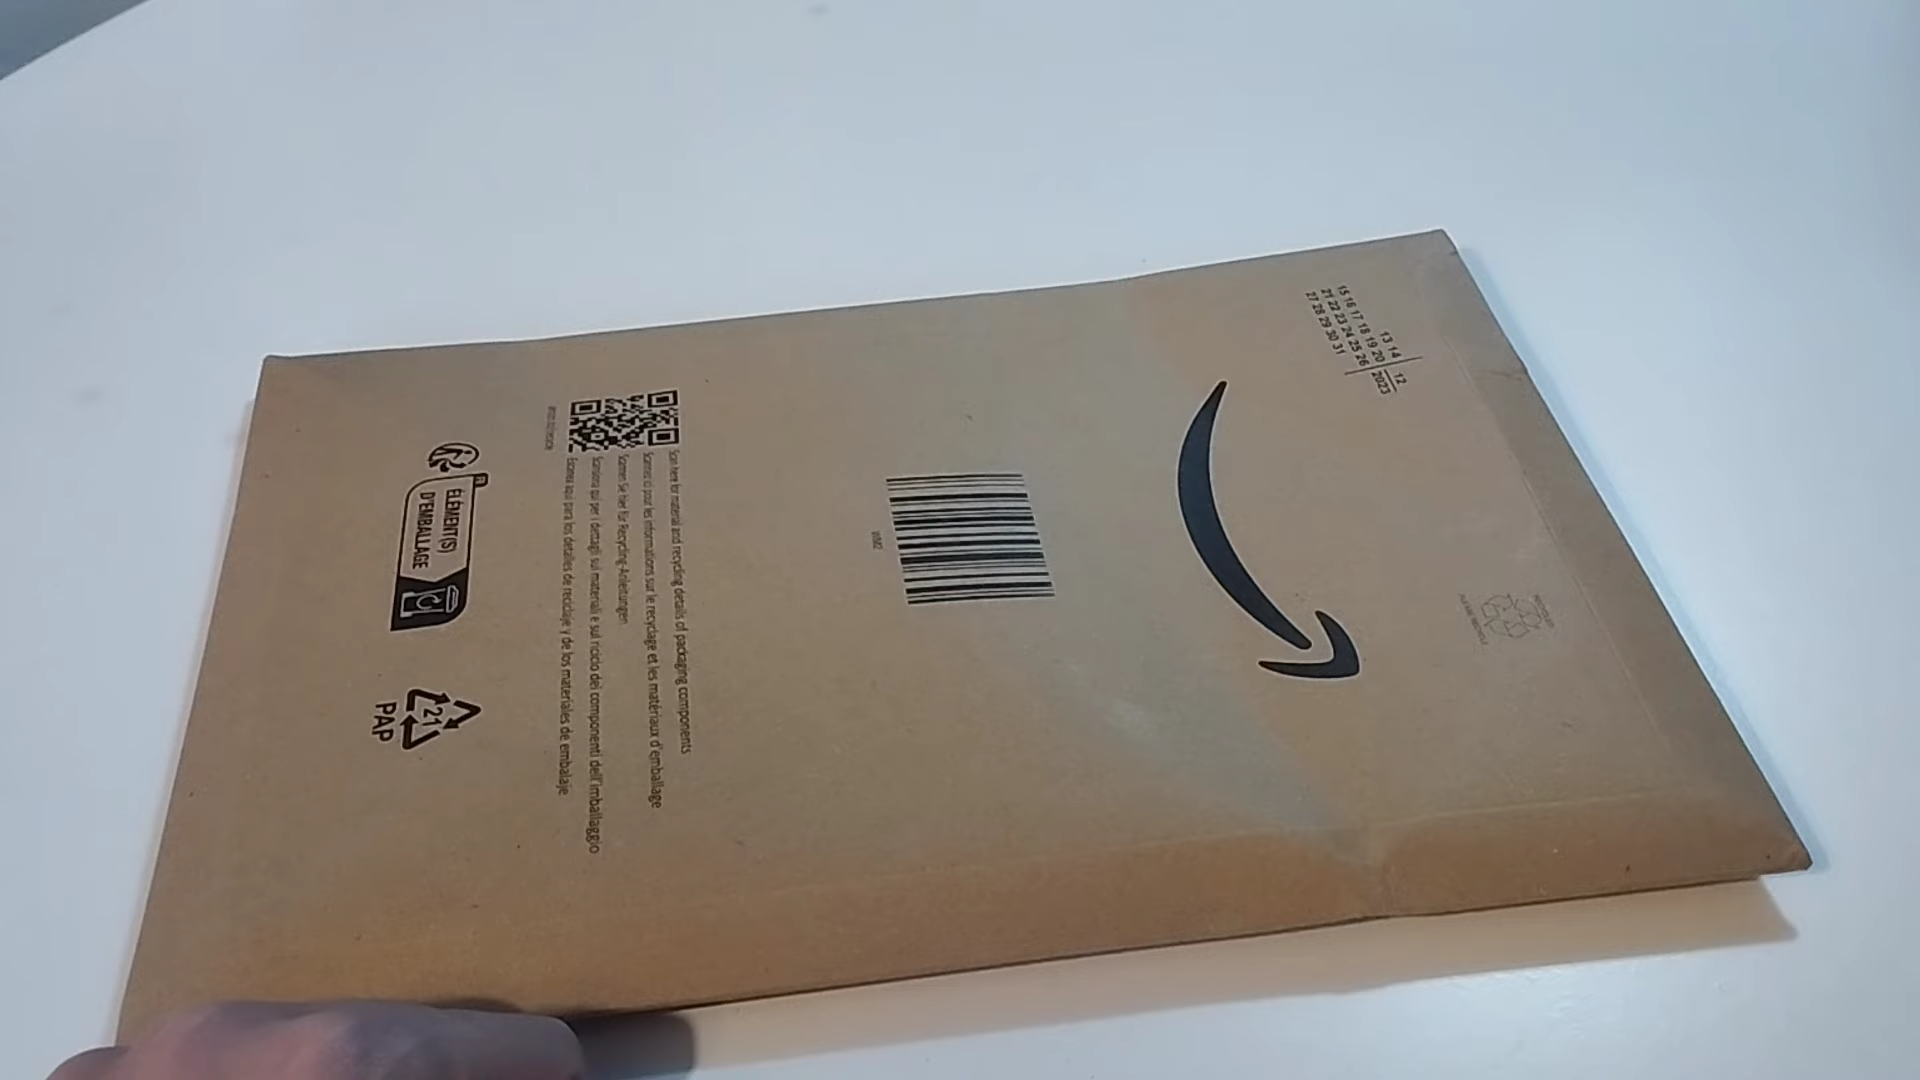 13 14
15 16 17 18 19 20
21 22 23 24 25 26
27 28 29 30 31
12
2023
WM2
Scan here for material and recycling details of packaging components
Scannez ici pour les informations sur le recyclage et les matériaux d'emballage
Scannen Sie hier für Recycling-Anleitungen
Scansiona qui per i dettagli sui materiali e sul riciclo dei componenti dell'imballaggio
Escanea aquí para los detalles de reciclaje y de los materiales de embalaje
ÉLÉMENT(S)
D'EMBALLAGE
21
PAP